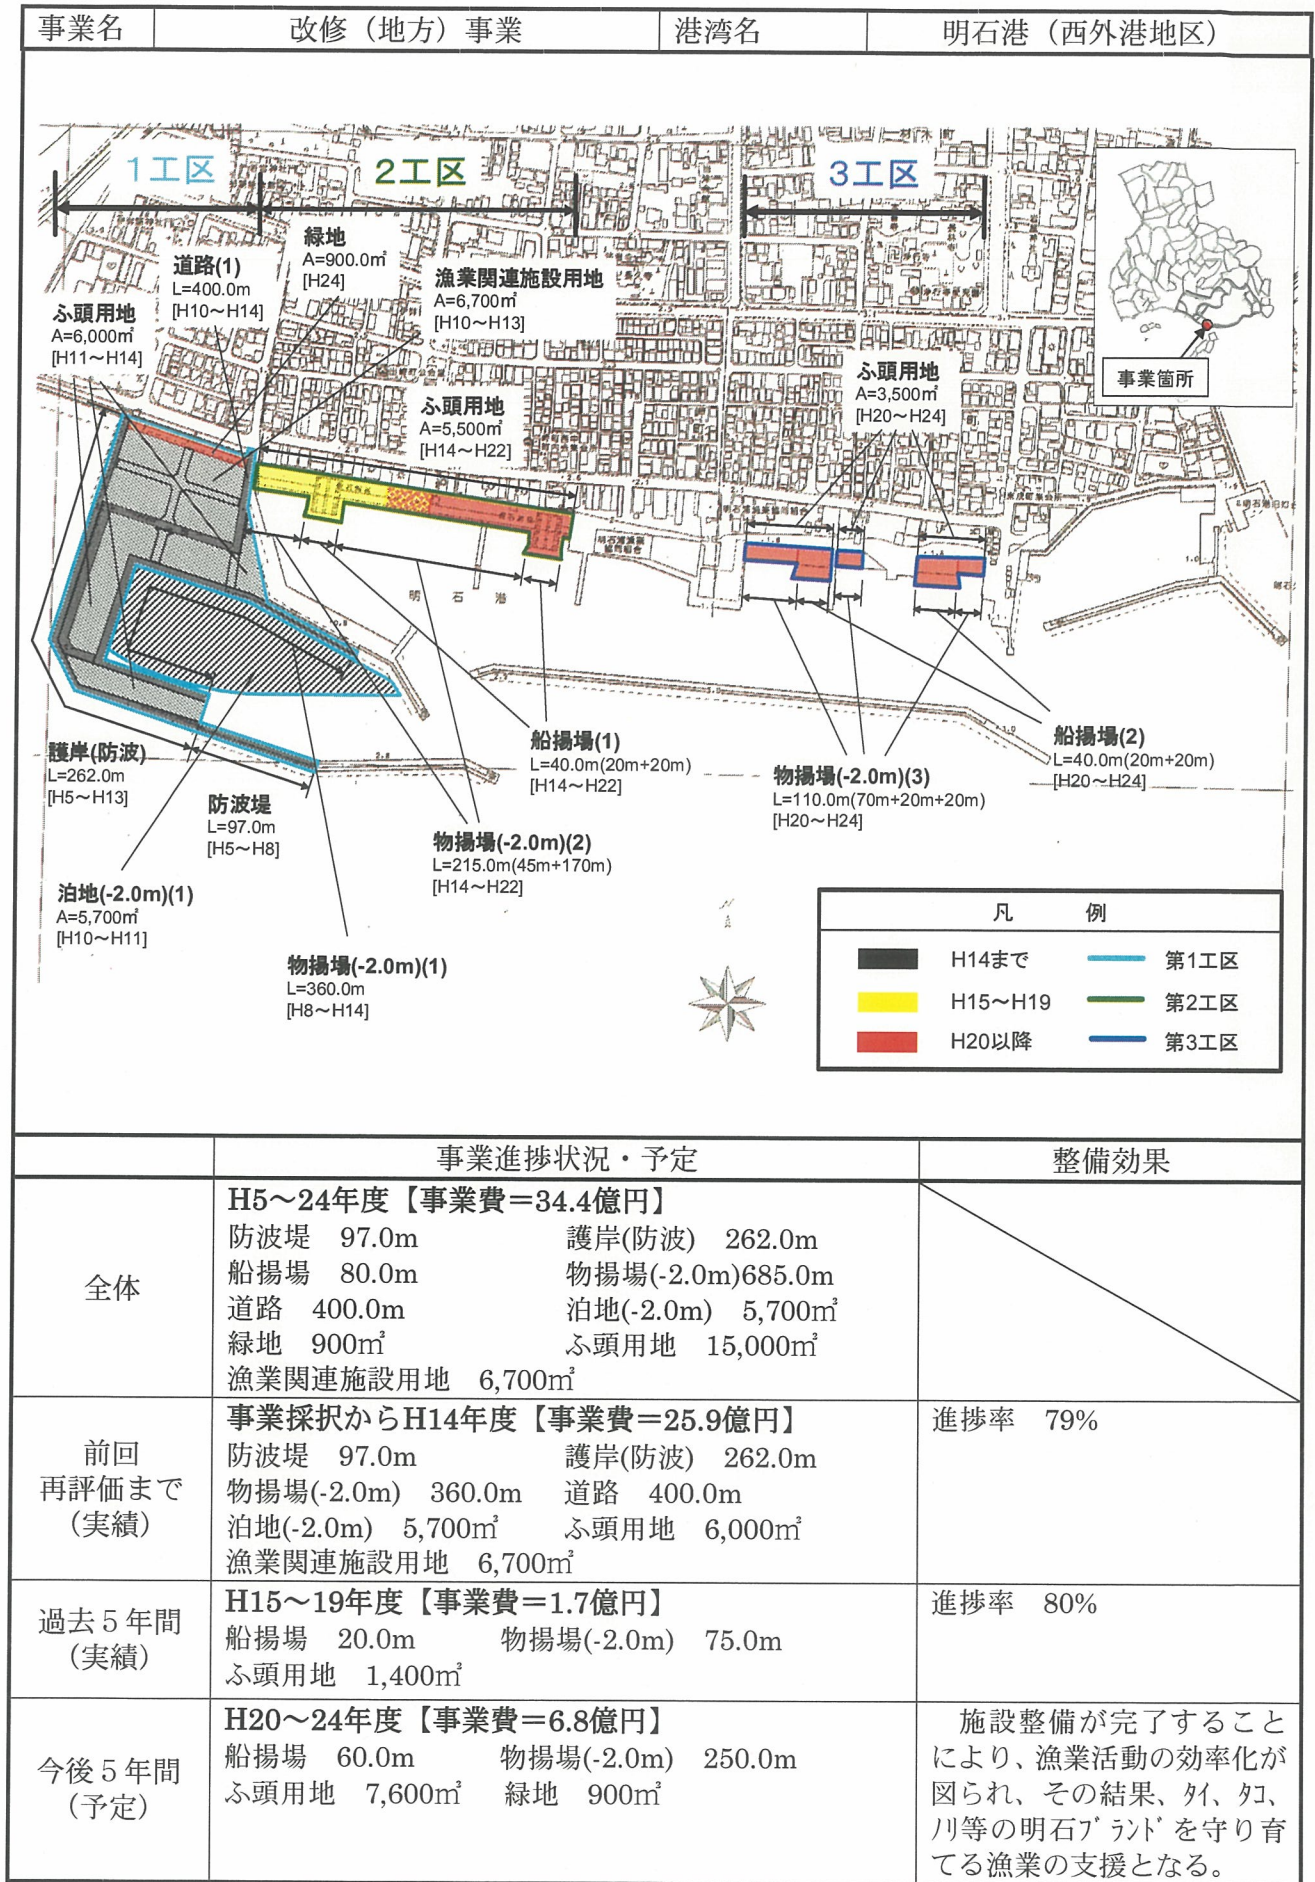 事業名 改修（地方）事業 港湾名 明石港（西外港地区）
1工区 2工区 3工区
緑地
A=900.0㎡
[H24]
道路(1)
L=400.0m
[H10～H14]
漁業関連施設用地
A=6,700㎡
[H10～H13]
ふ頭用地
A=6,000㎡
[H11～H14]
ふ頭用地
A=5,500㎡
[H14～H22]
ふ頭用地
A=3,500㎡
[H20～H24]
事業箇所
明石浦漁業協同組合
明石港
護岸(防波)
L=262.0m
[H5～H13]
防波堤
L=97.0m
[H5～H8]
船揚場(1)
L=40.0m(20m+20m)
[H14～H22]
船揚場(2)
L=40.0m(20m+20m)
[H20～H24]
物揚場(-2.0m)(3)
L=110.0m(70m+20m+20m)
[H20～H24]
物揚場(-2.0m)(2)
L=215.0m(45m+170m)
[H14～H22]
泊地(-2.0m)(1)
A=5,700㎡
[H10～H11]
物揚場(-2.0m)(1)
L=360.0m
[H8～H14]
凡 例
H14まで 第1工区
H15～H19 第2工区
H20以降 第3工区
事業進捗状況・予定 整備効果
全体
H5～24年度【事業費＝34.4億円】
防波堤 97.0m 護岸(防波) 262.0m
船揚場 80.0m 物揚場(-2.0m)685.0m
道路 400.0m 泊地(-2.0m) 5,700㎡
緑地 900㎡ ふ頭用地 15,000㎡
漁業関連施設用地 6,700㎡
前回
再評価まで
（実績）
事業採択からH14年度【事業費＝25.9億円】
防波堤 97.0m 護岸(防波) 262.0m
物揚場(-2.0m) 360.0m 道路 400.0m
泊地(-2.0m) 5,700㎡ ふ頭用地 6,000㎡
漁業関連施設用地 6,700㎡
進捗率 79%
過去５年間
（実績）
H15～19年度【事業費＝1.7億円】
船揚場 20.0m 物揚場(-2.0m) 75.0m
ふ頭用地 1,400㎡
進捗率 80%
今後５年間
（予定）
H20～24年度【事業費＝6.8億円】
船揚場 60.0m 物揚場(-2.0m) 250.0m
ふ頭用地 7,600㎡ 緑地 900㎡
施設整備が完了すること
により、漁業活動の効率化が
図られ、その結果、ﾀｲ、ﾀｺ、
ﾉﾘ等の明石ﾌﾞﾗﾝﾄﾞを守り育
てる漁業の支援となる。